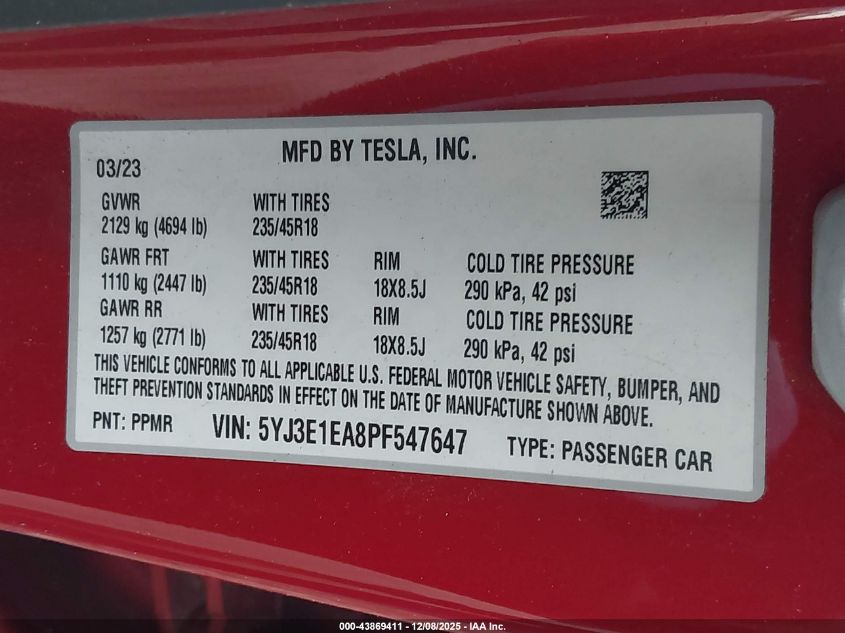 MFD BY TESLA, INC.
03/23
GVWR WITH TIRES
2129 kg (4694 lb) 235/45R18
GAWR FRT WITH TIRES RIM COLD TIRE PRESSURE
1110 kg (2447 lb) 235/45R18 18X8.5J 290 kPa, 42 psi
GAWR RR WITH TIRES RIM COLD TIRE PRESSURE
1257 kg (2771 lb) 235/45R18 18X8.5J 290 kPa, 42 psi
THIS VEHICLE CONFORMS TO ALL APPLICABLE U.S. FEDERAL MOTOR VEHICLE SAFETY, BUMPER, AND
THEFT PREVENTION STANDARDS IN EFFECT ON THE DATE OF MANUFACTURE SHOWN ABOVE.
PNT: PPMR VIN: 5YJ3E1EA8PF547647 TYPE: PASSENGER CAR
000-43869411 - 12/08/2025 - IAA Inc.